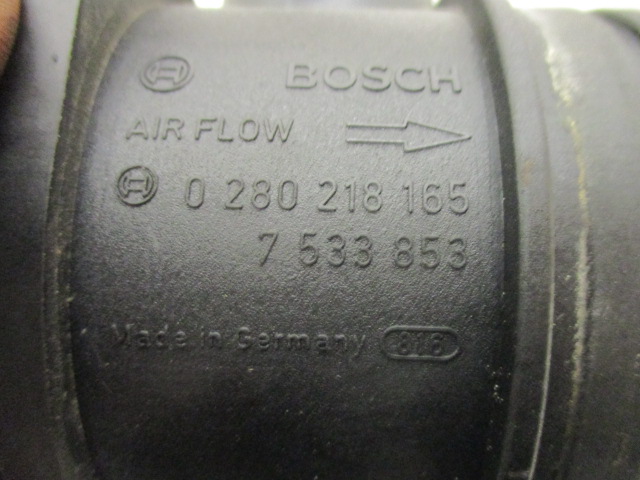 BOSCH
AIR FLOW
0 280 218 165
7 533 853
Made in Germany 816